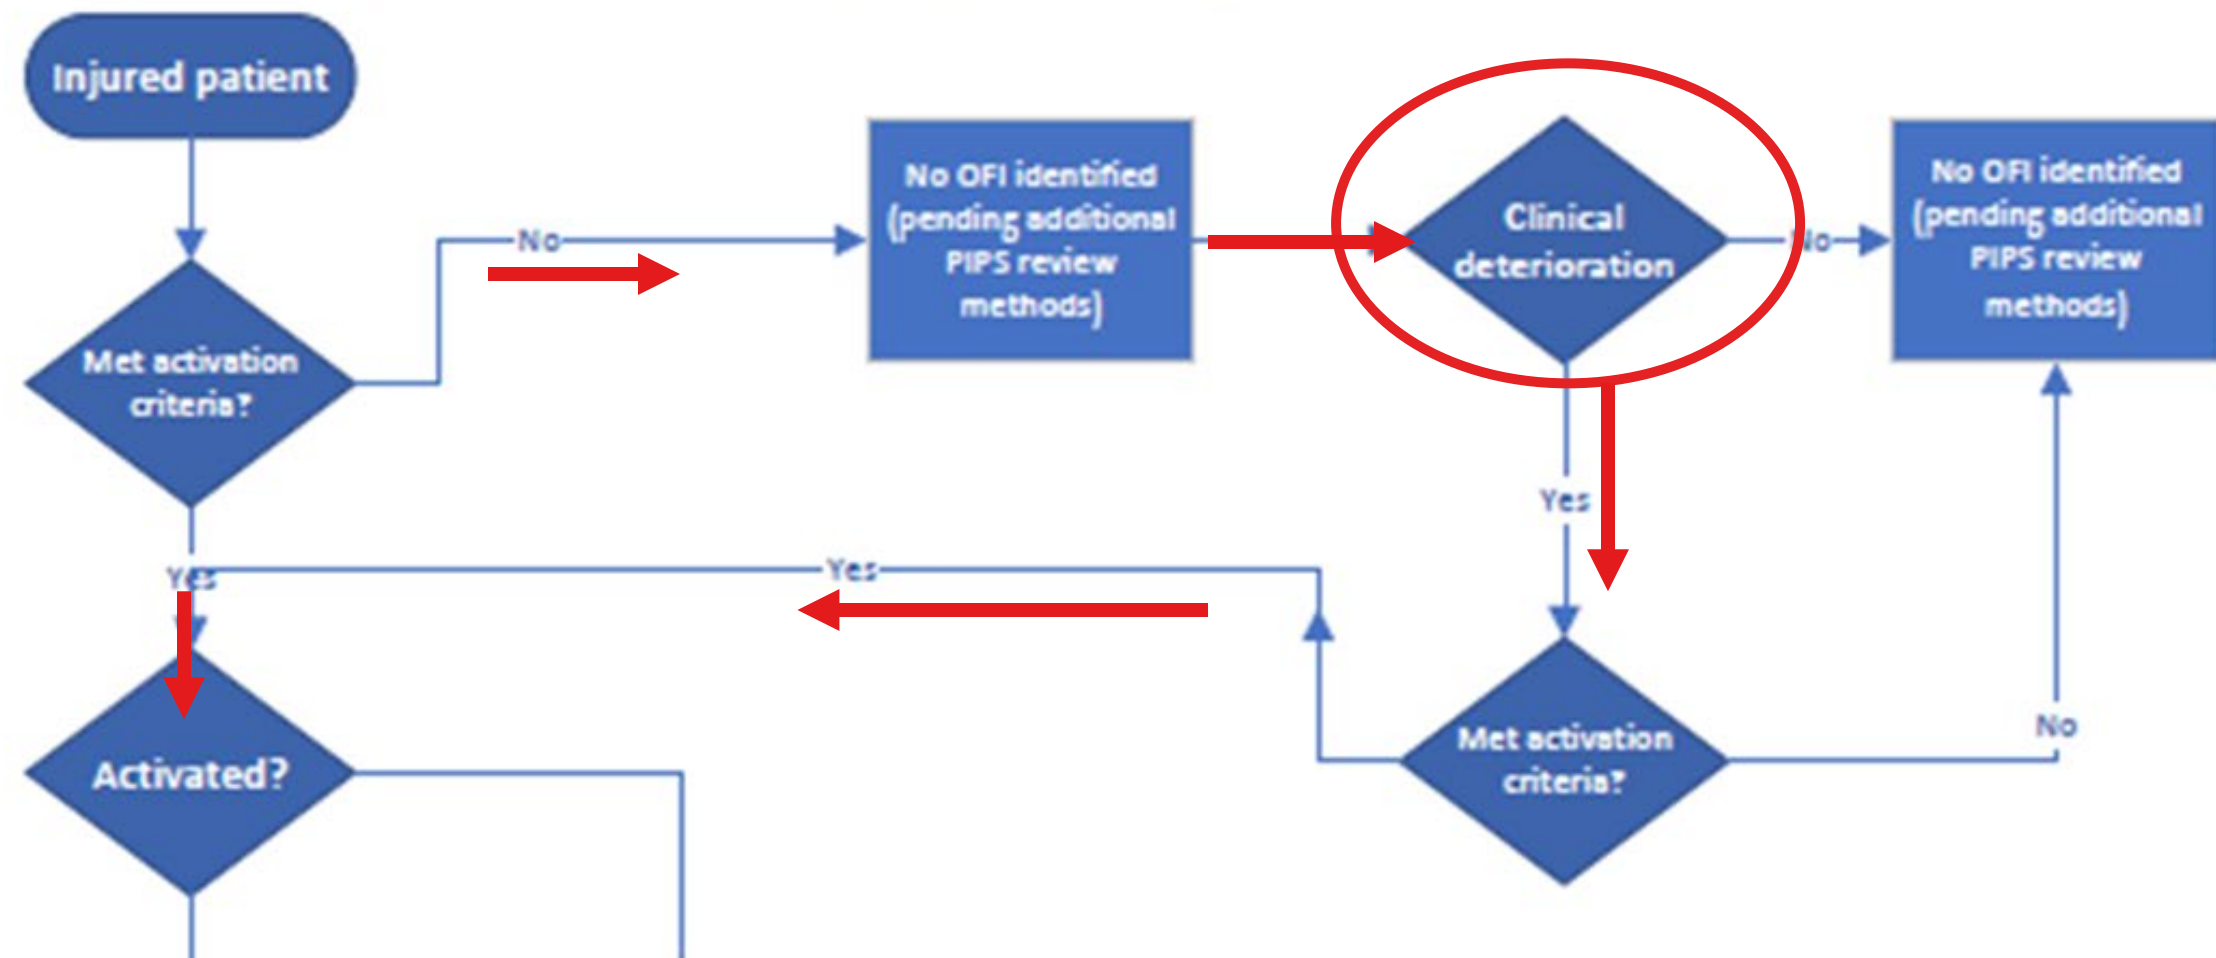 Injured patient
Met activation
criteria?
No
No OFI identified
(pending additional
PIPS review
methods)
Clinical
deterioration
No
No OFI identified
(pending additional
PIPS review
methods)
Yes
Yes
Yes
Activated?
Met activation
criteria?
No